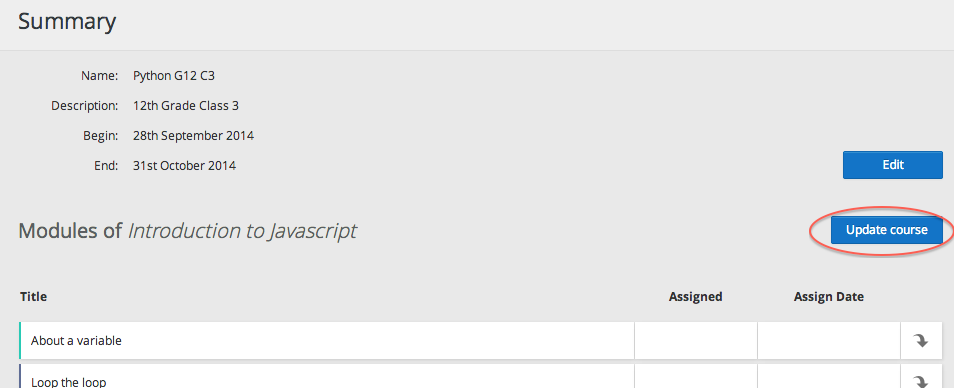 Summary
Name: Python G12 C3
Description: 12th Grade Class 3
Begin: 28th September 2014
End: 31st October 2014
Edit
Modules of Introduction to Javascript
Update course
Title Assigned Assign Date
About a variable
Loop the loop